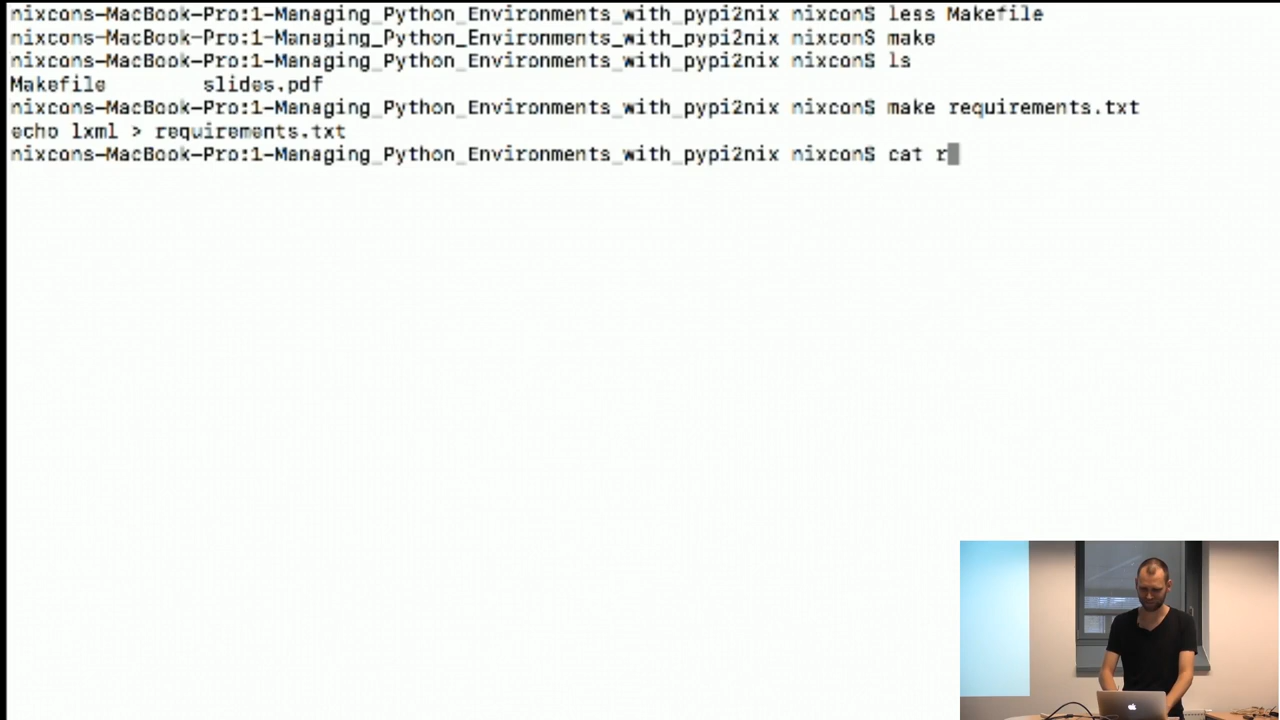 nixcons-MacBook-Pro:1-Managing_Python_Environments_with_pypi2nix nixcon$ less Makefile
nixcons-MacBook-Pro:1-Managing_Python_Environments_with_pypi2nix nixcon$ make
nixcons-MacBook-Pro:1-Managing_Python_Environments_with_pypi2nix nixcon$ ls
Makefile slides.pdf
nixcons-MacBook-Pro:1-Managing_Python_Environments_with_pypi2nix nixcon$ make requirements.txt
echo lxml > requirements.txt
nixcons-MacBook-Pro:1-Managing_Python_Environments_with_pypi2nix nixcon$ cat r